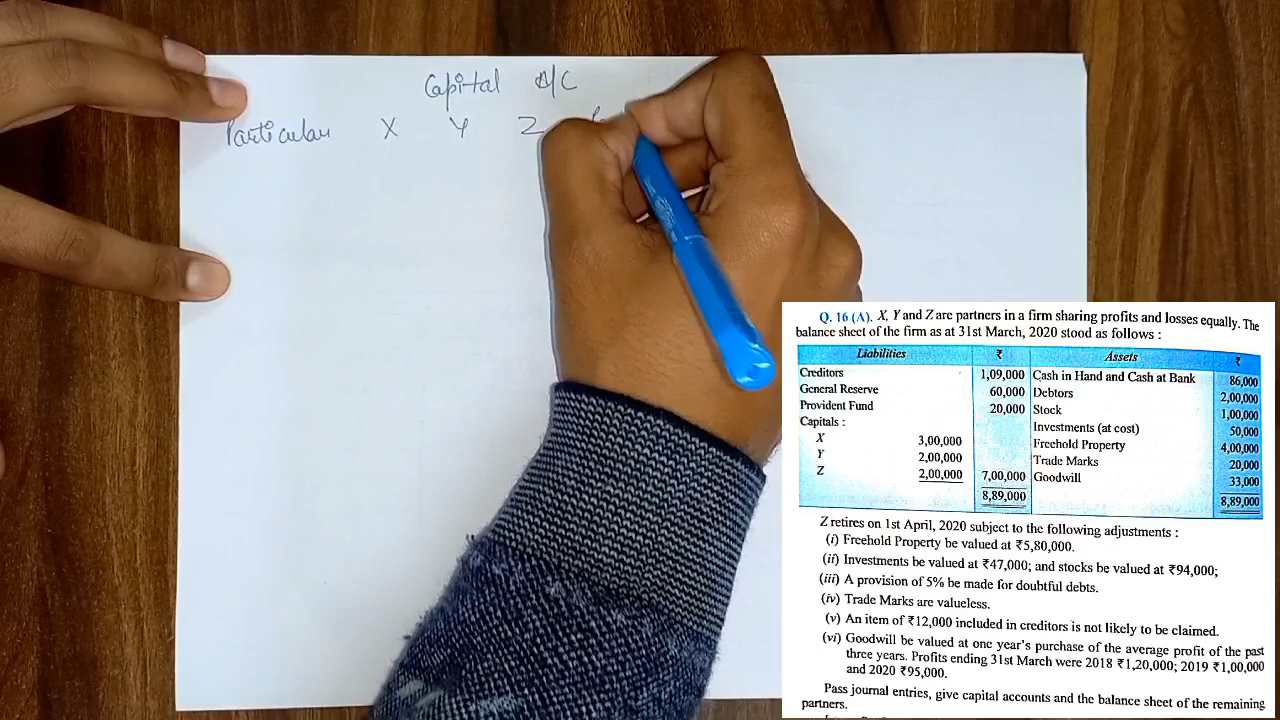 Capital A/C
Particular X Y Z
Q. 16 (A). X, Y and Z are partners in a firm sharing profits and losses equally. The
balance sheet of the firm as at 31st March, 2020 stood as follows :
Liabilities ₹ Assets ₹
Creditors 1,09,000 Cash in Hand and Cash at Bank 86,000
General Reserve 60,000 Debtors 2,00,000
Provident Fund 20,000 Stock 1,00,000
Capitals : Investments (at cost) 50,000
X 3,00,000 Freehold Property 4,00,000
Y 2,00,000 Trade Marks 20,000
Z 2,00,000 7,00,000 Goodwill 33,000
8,89,000 8,89,000
Z retires on 1st April, 2020 subject to the following adjustments :
(i) Freehold Property be valued at ₹5,80,000.
(ii) Investments be valued at ₹47,000; and stocks be valued at ₹94,000;
(iii) A provision of 5% be made for doubtful debts.
(iv) Trade Marks are valueless.
(v) An item of ₹12,000 included in creditors is not likely to be claimed.
(vi) Goodwill be valued at one year's purchase of the average profit of the past
three years. Profits ending 31st March were 2018 ₹1,20,000; 2019 ₹1,00,000
and 2020 ₹95,000.
Pass journal entries, give capital accounts and the balance sheet of the remaining
partners.